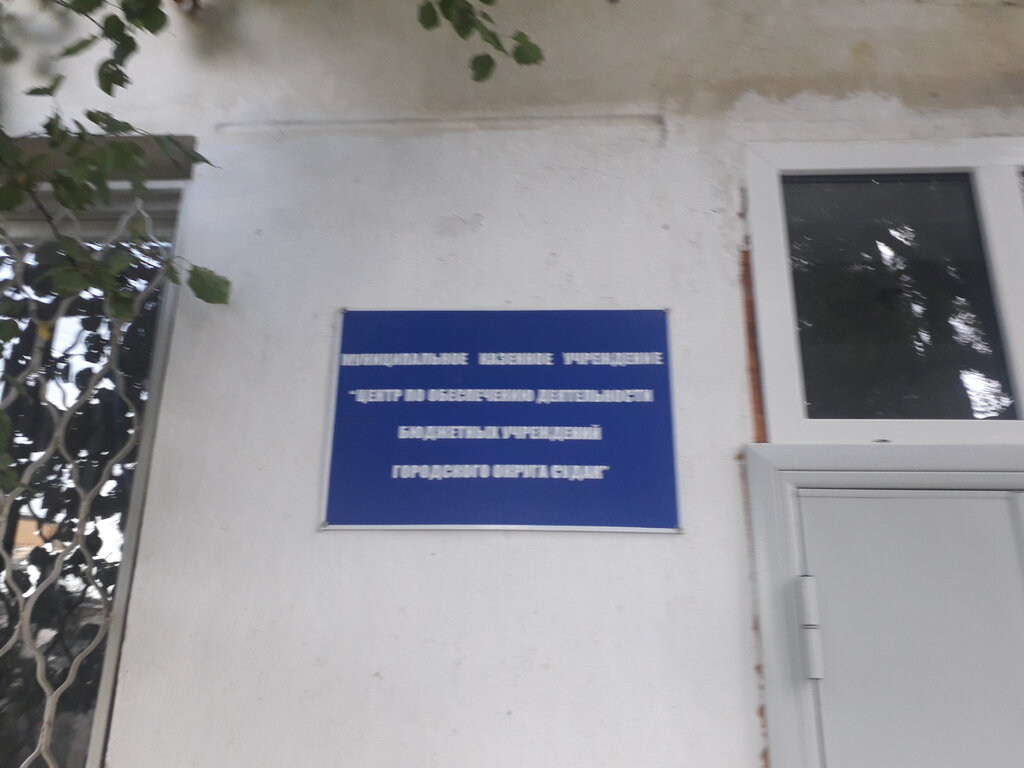 МУНИЦИПАЛЬНОЕ КАЗЕННОЕ УЧРЕЖДЕНИЕ
"ЦЕНТР ПО ОБЕСПЕЧЕНИЮ ДЕЯТЕЛЬНОСТИ
БЮДЖЕТНЫХ УЧРЕЖДЕНИЙ
ГОРОДСКОГО ОКРУГА СУДАК"